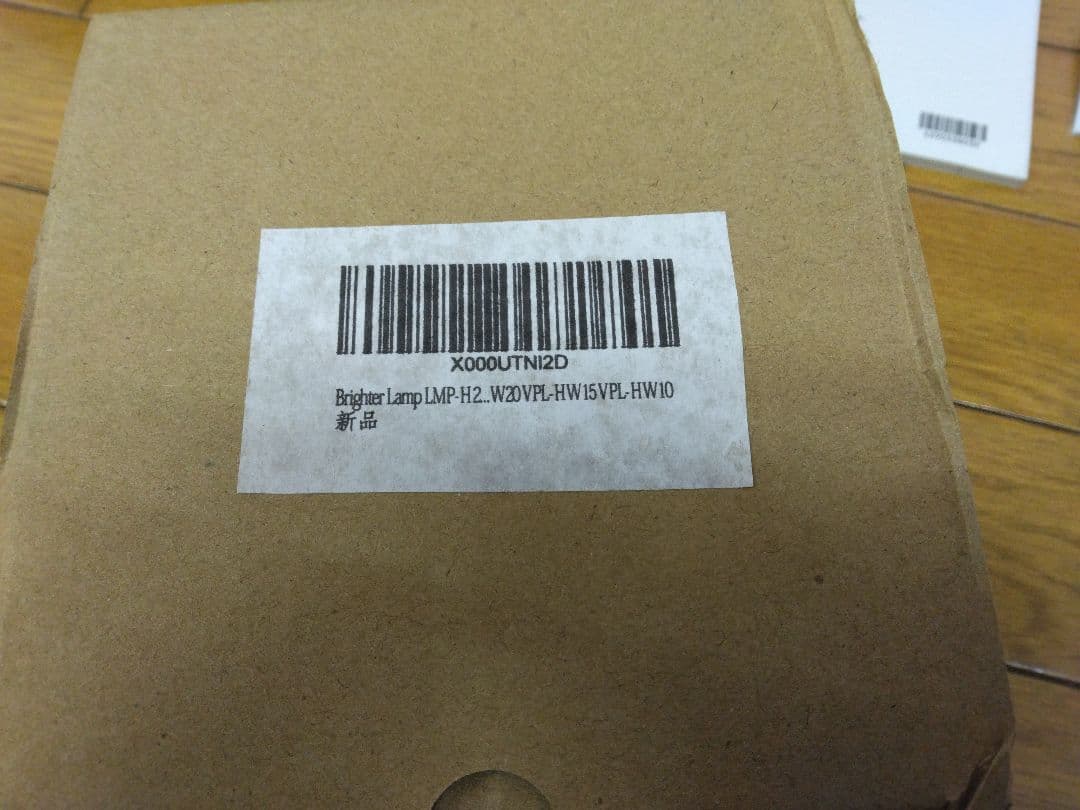 X000UTNI2D
Brighter Lamp LMP-H2...W20 VPL-HW15 VPL-HW10
新品